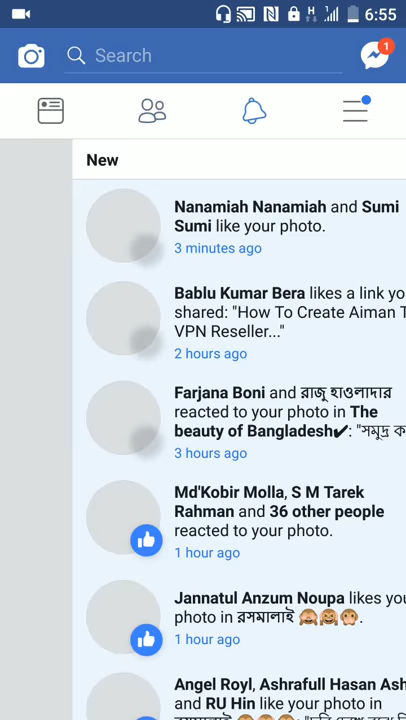 H
6:55
Search
1
New
Nanamiah Nanamiah and Sumi
Sumi like your photo.
3 minutes ago
Bablu Kumar Bera likes a link yo
shared: "How To Create Aiman T
VPN Reseller..."
2 hours ago
Farjana Boni and রাজু হাওলাদার
reacted to your photo in The
beauty of Bangladesh✔: "সমুদ্র ক
3 hours ago
Md'Kobir Molla, S M Tarek
Rahman and 36 other people
reacted to your photo.
1 hour ago
Jannatul Anzum Noupa likes you
photo in রসমালাই 🙈🙉🙊.
1 hour ago
Angel Royl, Ashrafull Hasan Ash
and RU Hin like your photo in